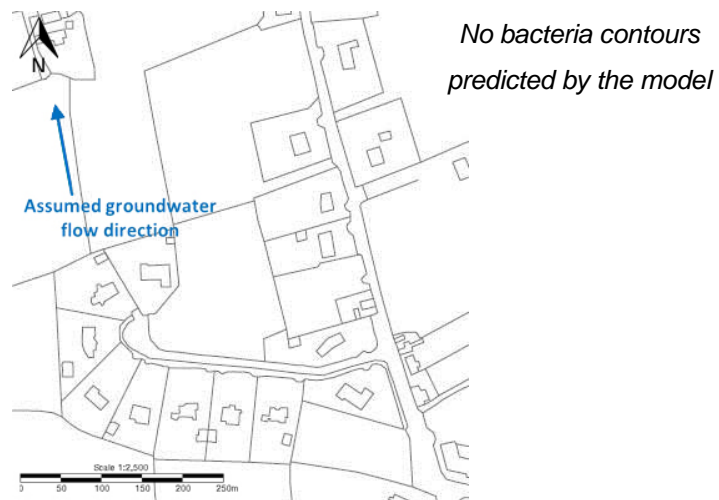 No bacteria contours
predicted by the model
N
Assumed groundwater
flow direction
Scale 1:2,500
0 50 100 150 200 250m